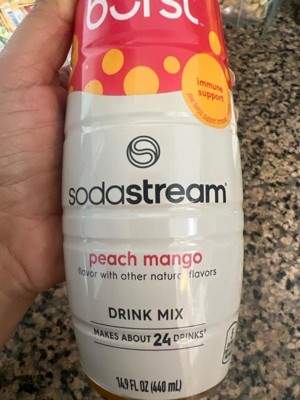 burst
immune
support
sodastream
peach mango
flavor with other natural flavors
DRINK MIX
MAKES ABOUT 24 DRINKS†
14.9 FL OZ (440 mL)